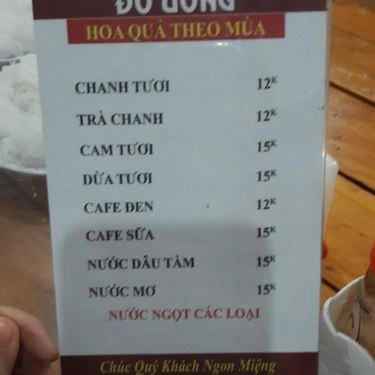 ĐỒ UỐNG
HOA QUẢ THEO MÙA
CHANH TƯƠI 12K
TRÀ CHANH 12K
CAM TƯƠI 15K
DỪA TƯƠI 15K
CAFE ĐEN 12K
CAFE SỮA 15K
NƯỚC DÂU TẰM 15K
NƯỚC MƠ 15K
NƯỚC NGỌT CÁC LOẠI
Chúc Quý Khách Ngon Miệng